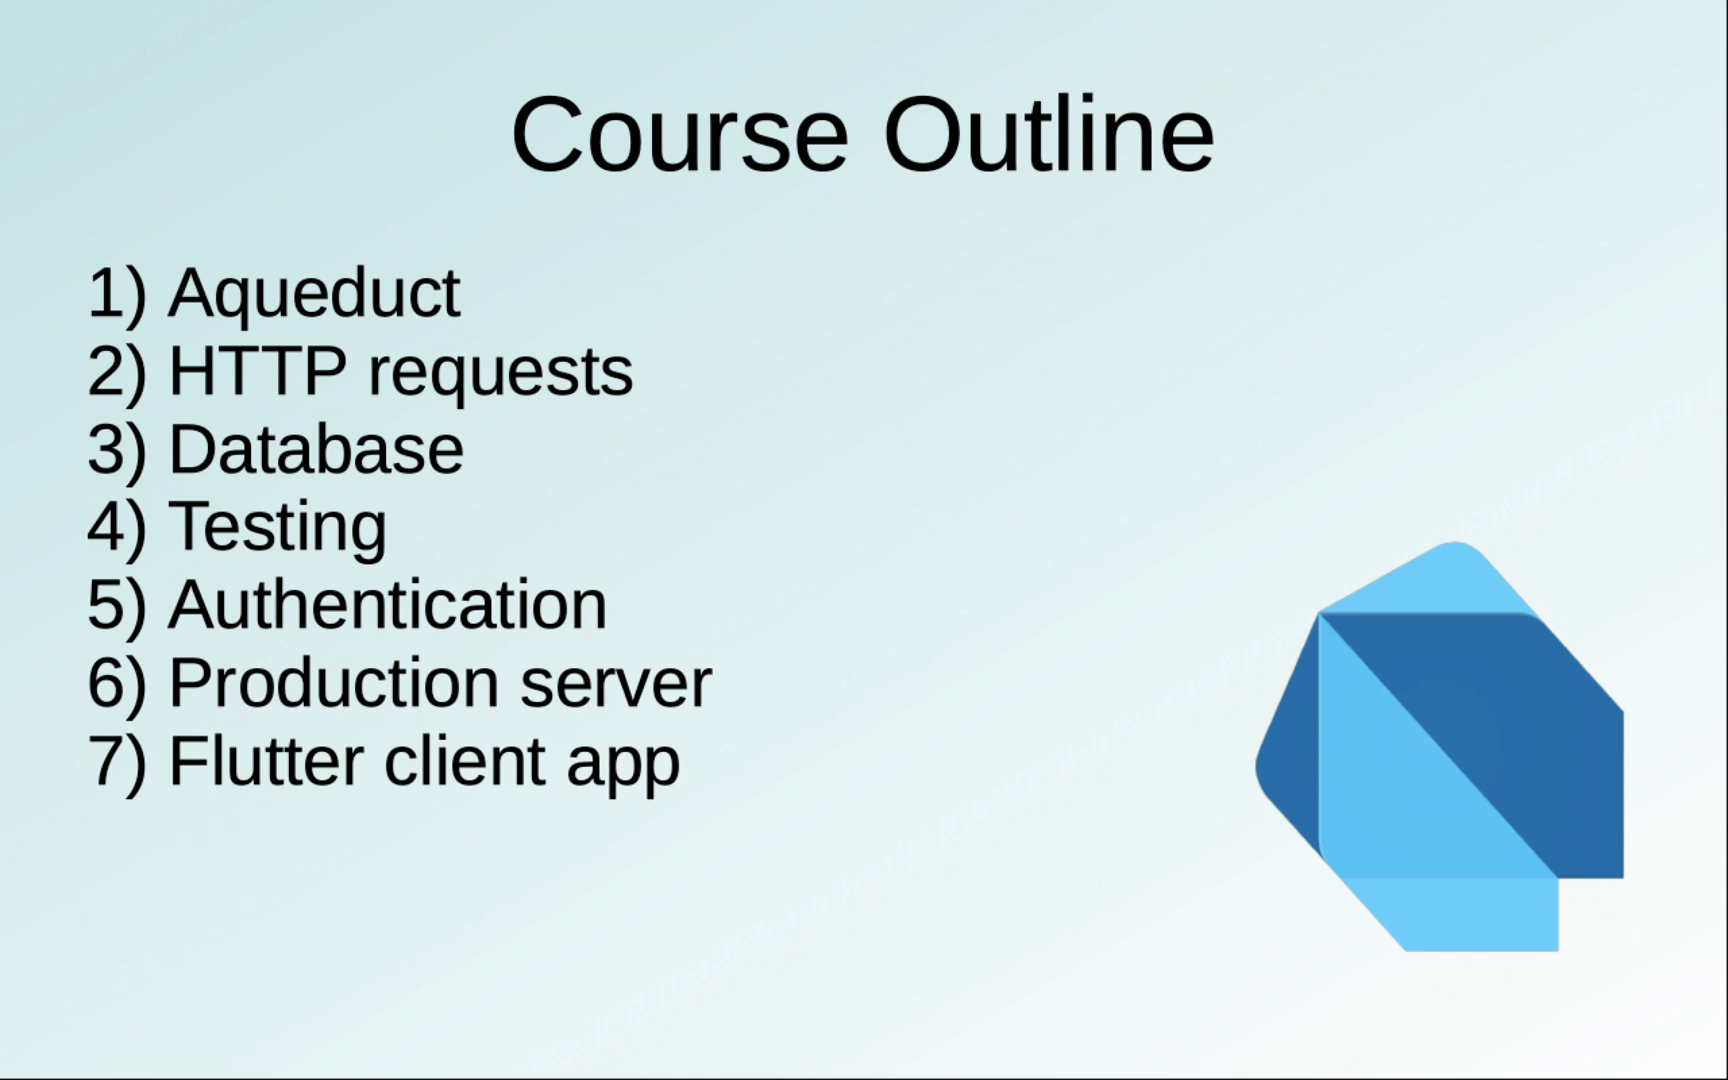 Course Outline
1) Aqueduct
2) HTTP requests
3) Database
4) Testing
5) Authentication
6) Production server
7) Flutter client app